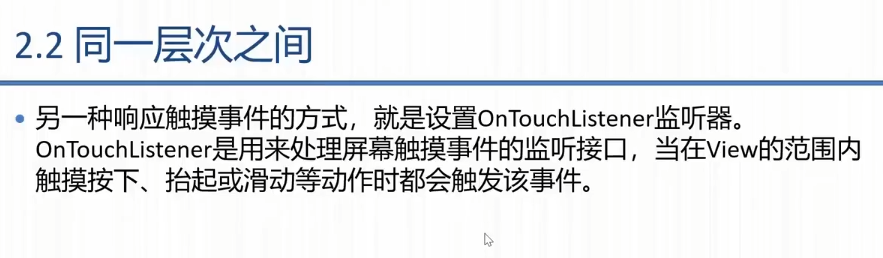 2.2 同一层次之间
• 另一种响应触摸事件的方式，就是设置OnTouchListener监听器。
OnTouchListener是用来处理屏幕触摸事件的监听接口，当在View的范围内
触摸按下、抬起或滑动等动作时都会触发该事件。